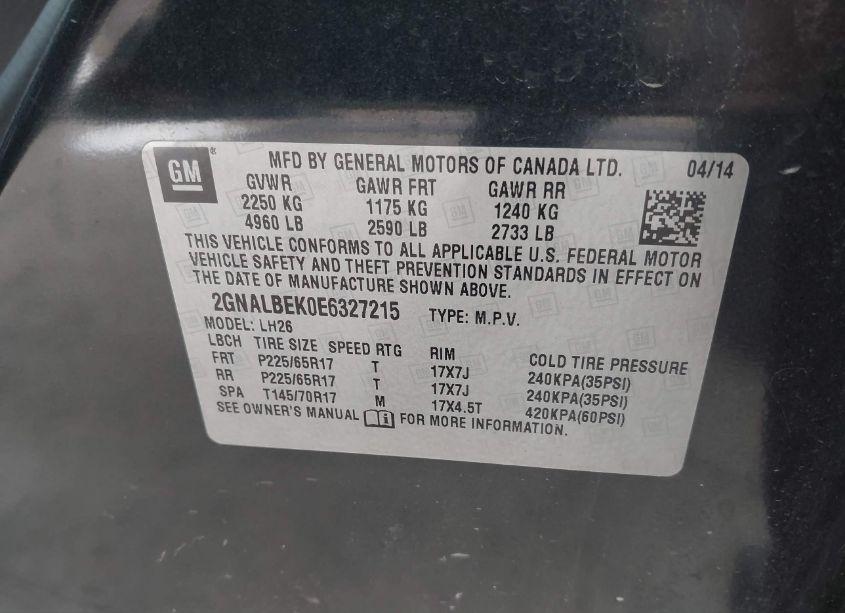 GM® MFD BY GENERAL MOTORS OF CANADA LTD. 04/14
GVWR GAWR FRT GAWR RR
2250 KG 1175 KG 1240 KG
4960 LB 2590 LB 2733 LB
THIS VEHICLE CONFORMS TO ALL APPLICABLE U.S. FEDERAL MOTOR
VEHICLE SAFETY AND THEFT PREVENTION STANDARDS IN EFFECT ON
THE DATE OF MANUFACTURE SHOWN ABOVE.
2GNALBEK0E6327215 TYPE: M.P.V.
MODEL: LH26
LBCH TIRE SIZE SPEED RTG RIM COLD TIRE PRESSURE
FRT P225/65R17 T 17X7J 240KPA(35PSI)
RR P225/65R17 T 17X7J 240KPA(35PSI)
SPA T145/70R17 M 17X4.5T 420KPA(60PSI)
SEE OWNER'S MANUAL FOR MORE INFORMATION.